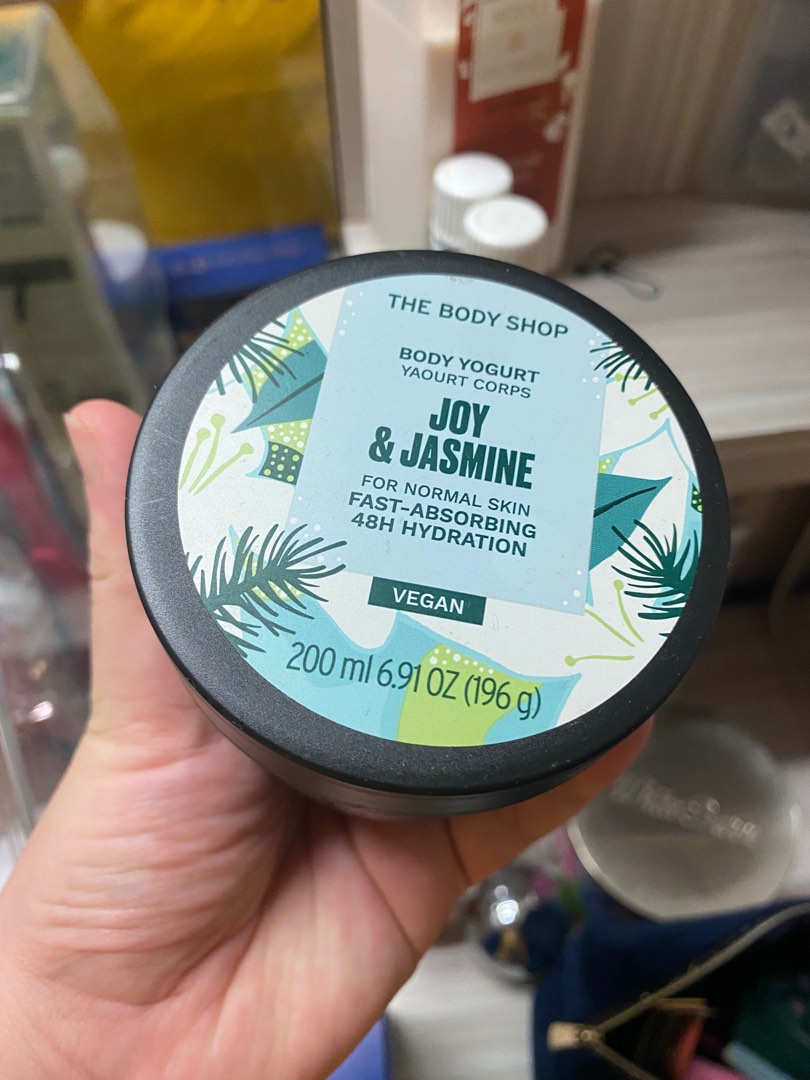 THE BODY SHOP
BODY YOGURT
YAOURT CORPS
JOY
& JASMINE
FOR NORMAL SKIN
FAST-ABSORBING
48H HYDRATION
VEGAN
200 ml 6.91 OZ (196 g)